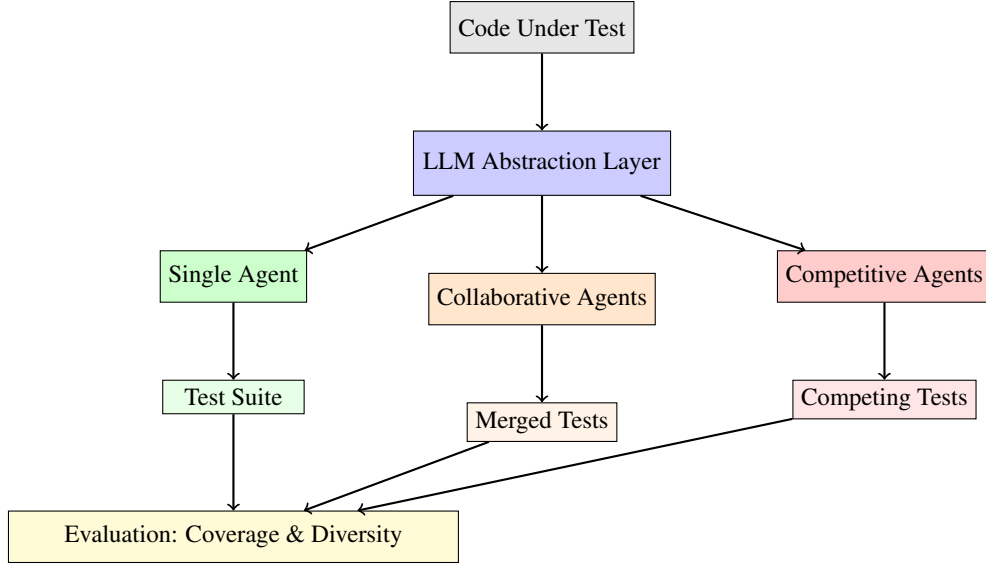 Code Under Test
LLM Abstraction Layer
Single Agent
Collaborative Agents
Competitive Agents
Test Suite
Merged Tests
Competing Tests
Evaluation: Coverage & Diversity